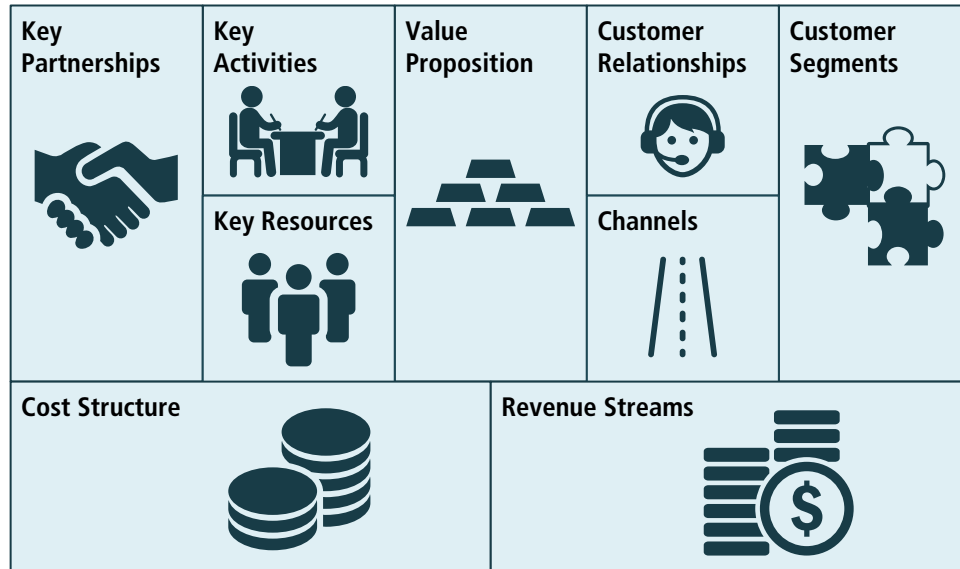 Key
Partnerships
Key
Activities
Key Resources
Value
Proposition
Customer
Relationships
Channels
Customer
Segments
Cost Structure
Revenue Streams
$